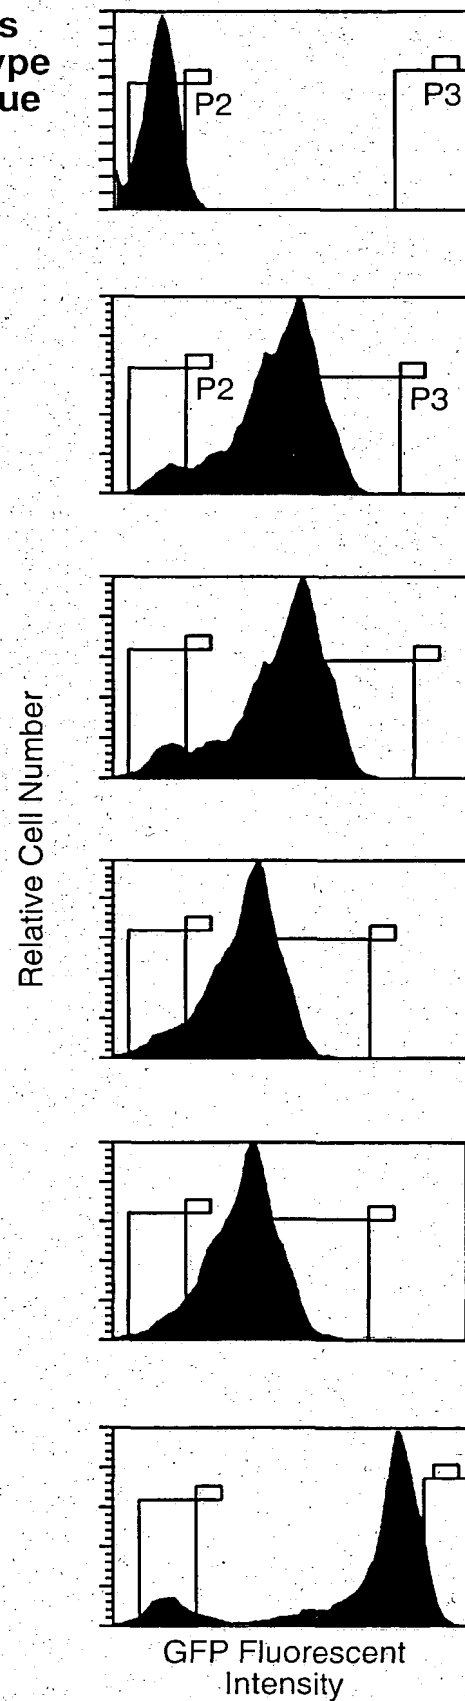 s
ype
ue
P2
P3
P2
P3
Relative Cell Number
GFP Fluorescent
Intensity